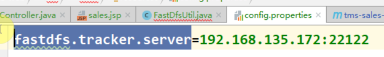 Controller.java sales.jsp FastDfsUtil.java config.properties tms-sales
fastdfs.tracker.server=192.168.135.172:22122